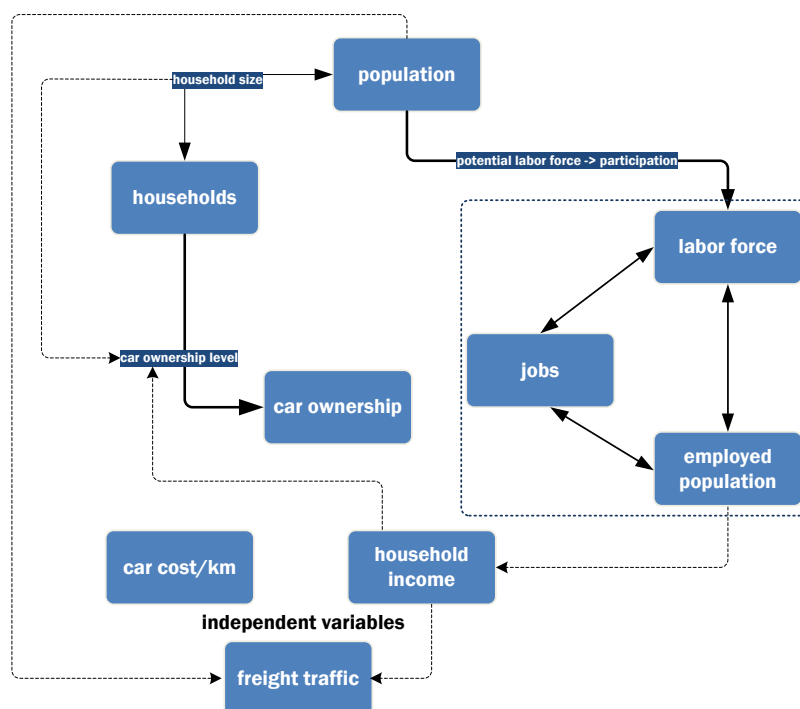 population
household size
potential labor force -> participation
households
labor force
car ownership level
jobs
car ownership
employed
population
car cost/km
household
income
independent variables
freight traffic